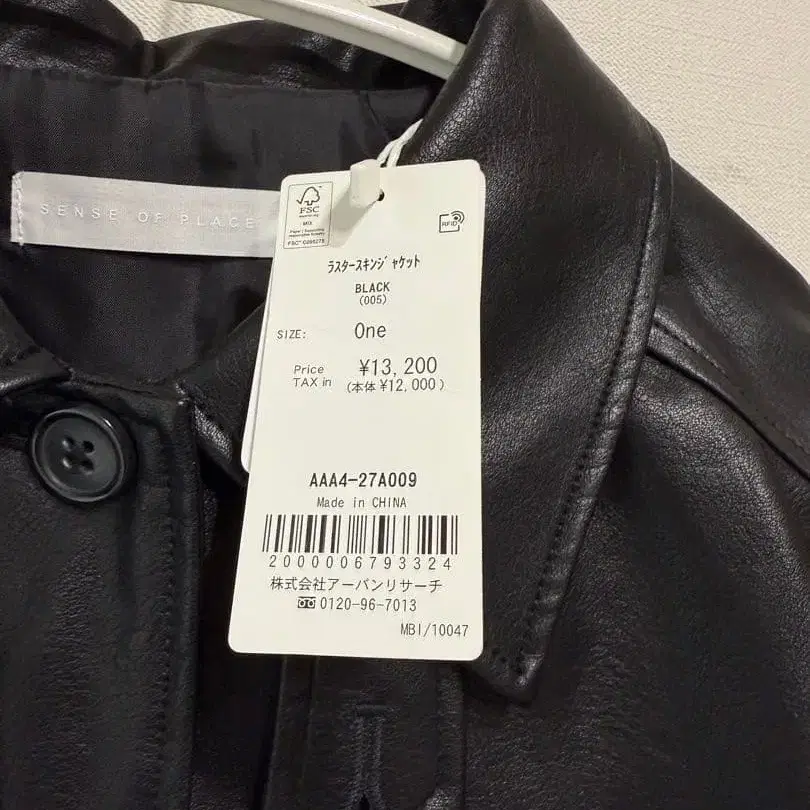 SENSE OF PLACE
FSC
MIX
RFID
ラスタースキンジャケット
BLACK
(005)
SIZE: One
Price ¥13,200
TAX in (本体 ¥12,000)
AAA4-27A009
Made in CHINA
2000006793324
株式会社アーバンリサーチ
0120-96-7013
MBI/10047